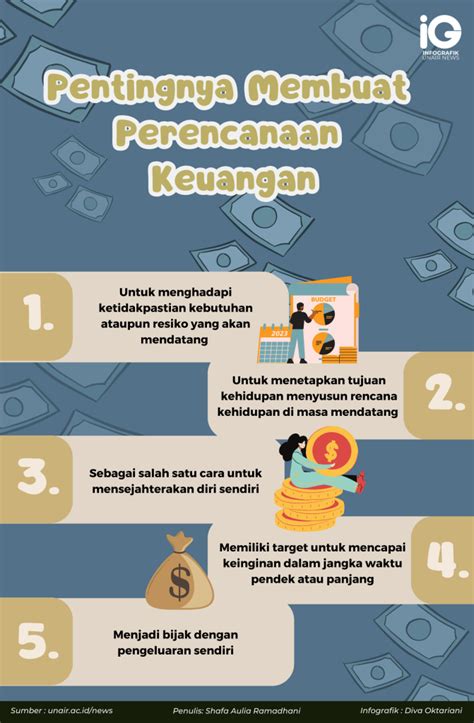 iG
INFOGRAFIK
UNAIR NEWS
Pentingnya Membuat
Perencanaan
Keuangan
1.
Untuk menghadapi
ketidakpastian kebutuhan
ataupun resiko yang akan
mendatang
BUDGET
2023
2.
Untuk menetapkan tujuan
kehidupan menyusun rencana
kehidupan di masa mendatang
3.
Sebagai salah satu cara untuk
mensejahterakan diri sendiri
$
4.
Memiliki target untuk mencapai
keinginan dalam jangka waktu
pendek atau panjang
$
5.
Menjadi bijak dengan
pengeluaran sendiri
Sumber : unair.ac.id/news
Penulis: Shafa Aulia Ramadhani
Infografik : Diva Oktariani